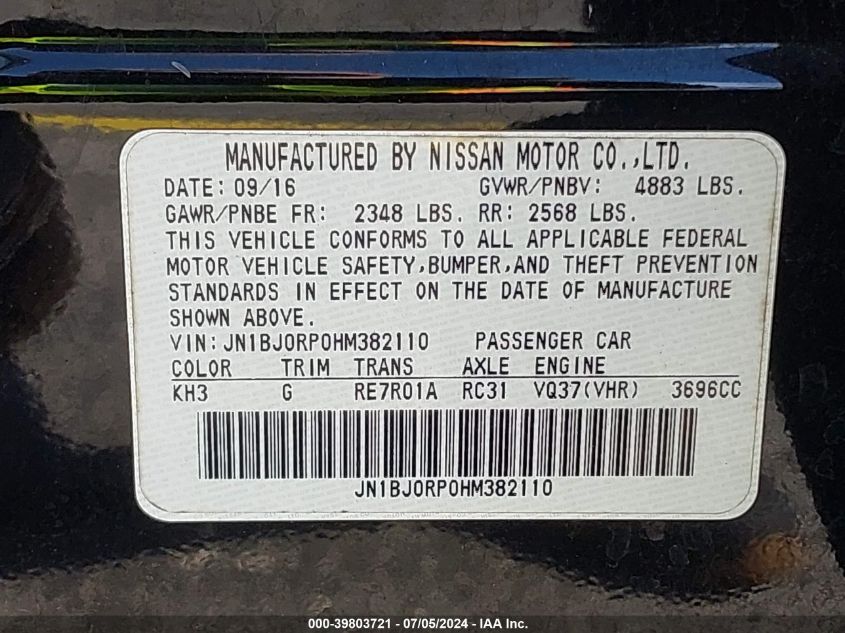 MANUFACTURED BY NISSAN MOTOR CO.,LTD.
DATE: 09/16 GVWR/PNBV: 4883 LBS.
GAWR/PNBE FR: 2348 LBS. RR: 2568 LBS.
THIS VEHICLE CONFORMS TO ALL APPLICABLE FEDERAL
MOTOR VEHICLE SAFETY,BUMPER,AND THEFT PREVENTION
STANDARDS IN EFFECT ON THE DATE OF MANUFACTURE
SHOWN ABOVE.
VIN: JN1BJ0RP0HM382110 PASSENGER CAR
COLOR TRIM TRANS AXLE ENGINE
KH3 G RE7R01A RC31 VQ37(VHR) 3696CC
JN1BJ0RP0HM382110
000-39803721 - 07/05/2024 - IAA Inc.